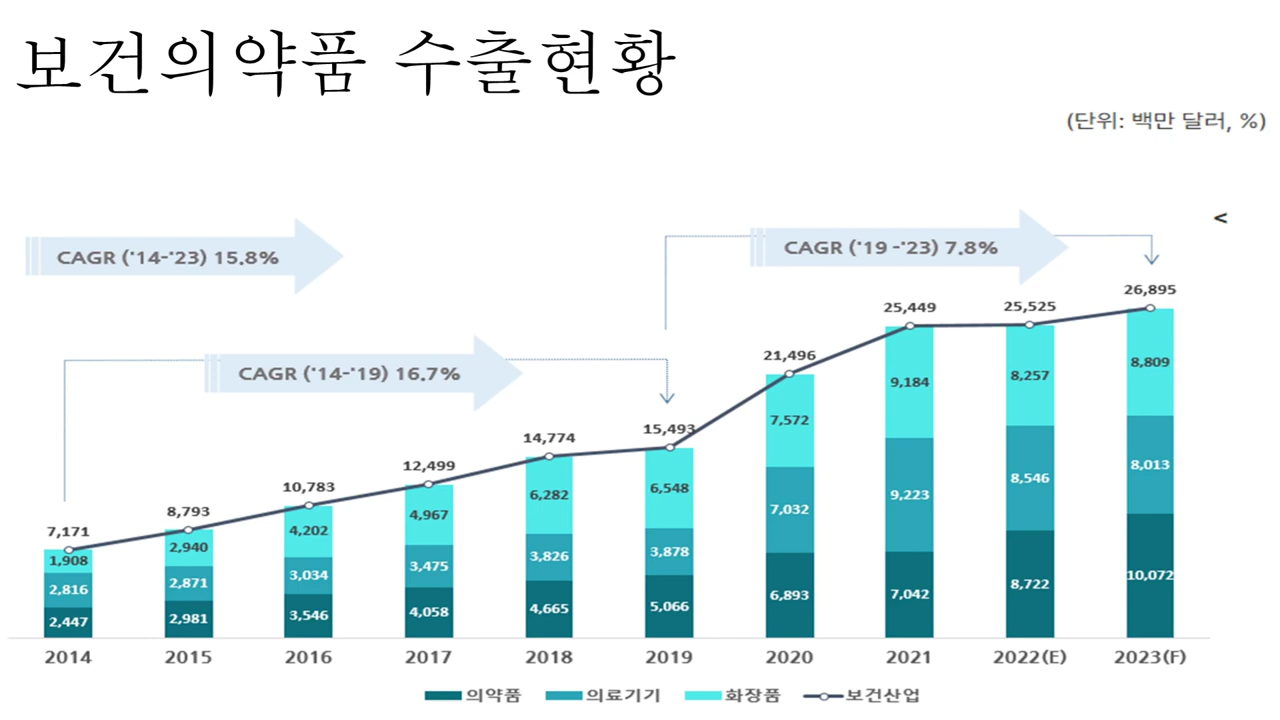 보건의약품 수출현황
(단위: 백만 달러, %)
<
CAGR ('14-'23) 15.8%
CAGR ('19 -'23) 7.8%
CAGR ('14-'19) 16.7%
7,171 8,793 10,783 12,499 14,774 15,493 21,496 25,449 25,525 26,895
1,908 2,940 4,202 4,967 6,282 6,548 7,572 9,184 8,257 8,809
2,816 2,871 3,034 3,475 3,826 3,878 7,032 9,223 8,546 8,013
2,447 2,981 3,546 4,058 4,665 5,066 6,893 7,042 8,722 10,072
2014 2015 2016 2017 2018 2019 2020 2021 2022(E) 2023(F)
의약품 의료기기 화장품 보건산업